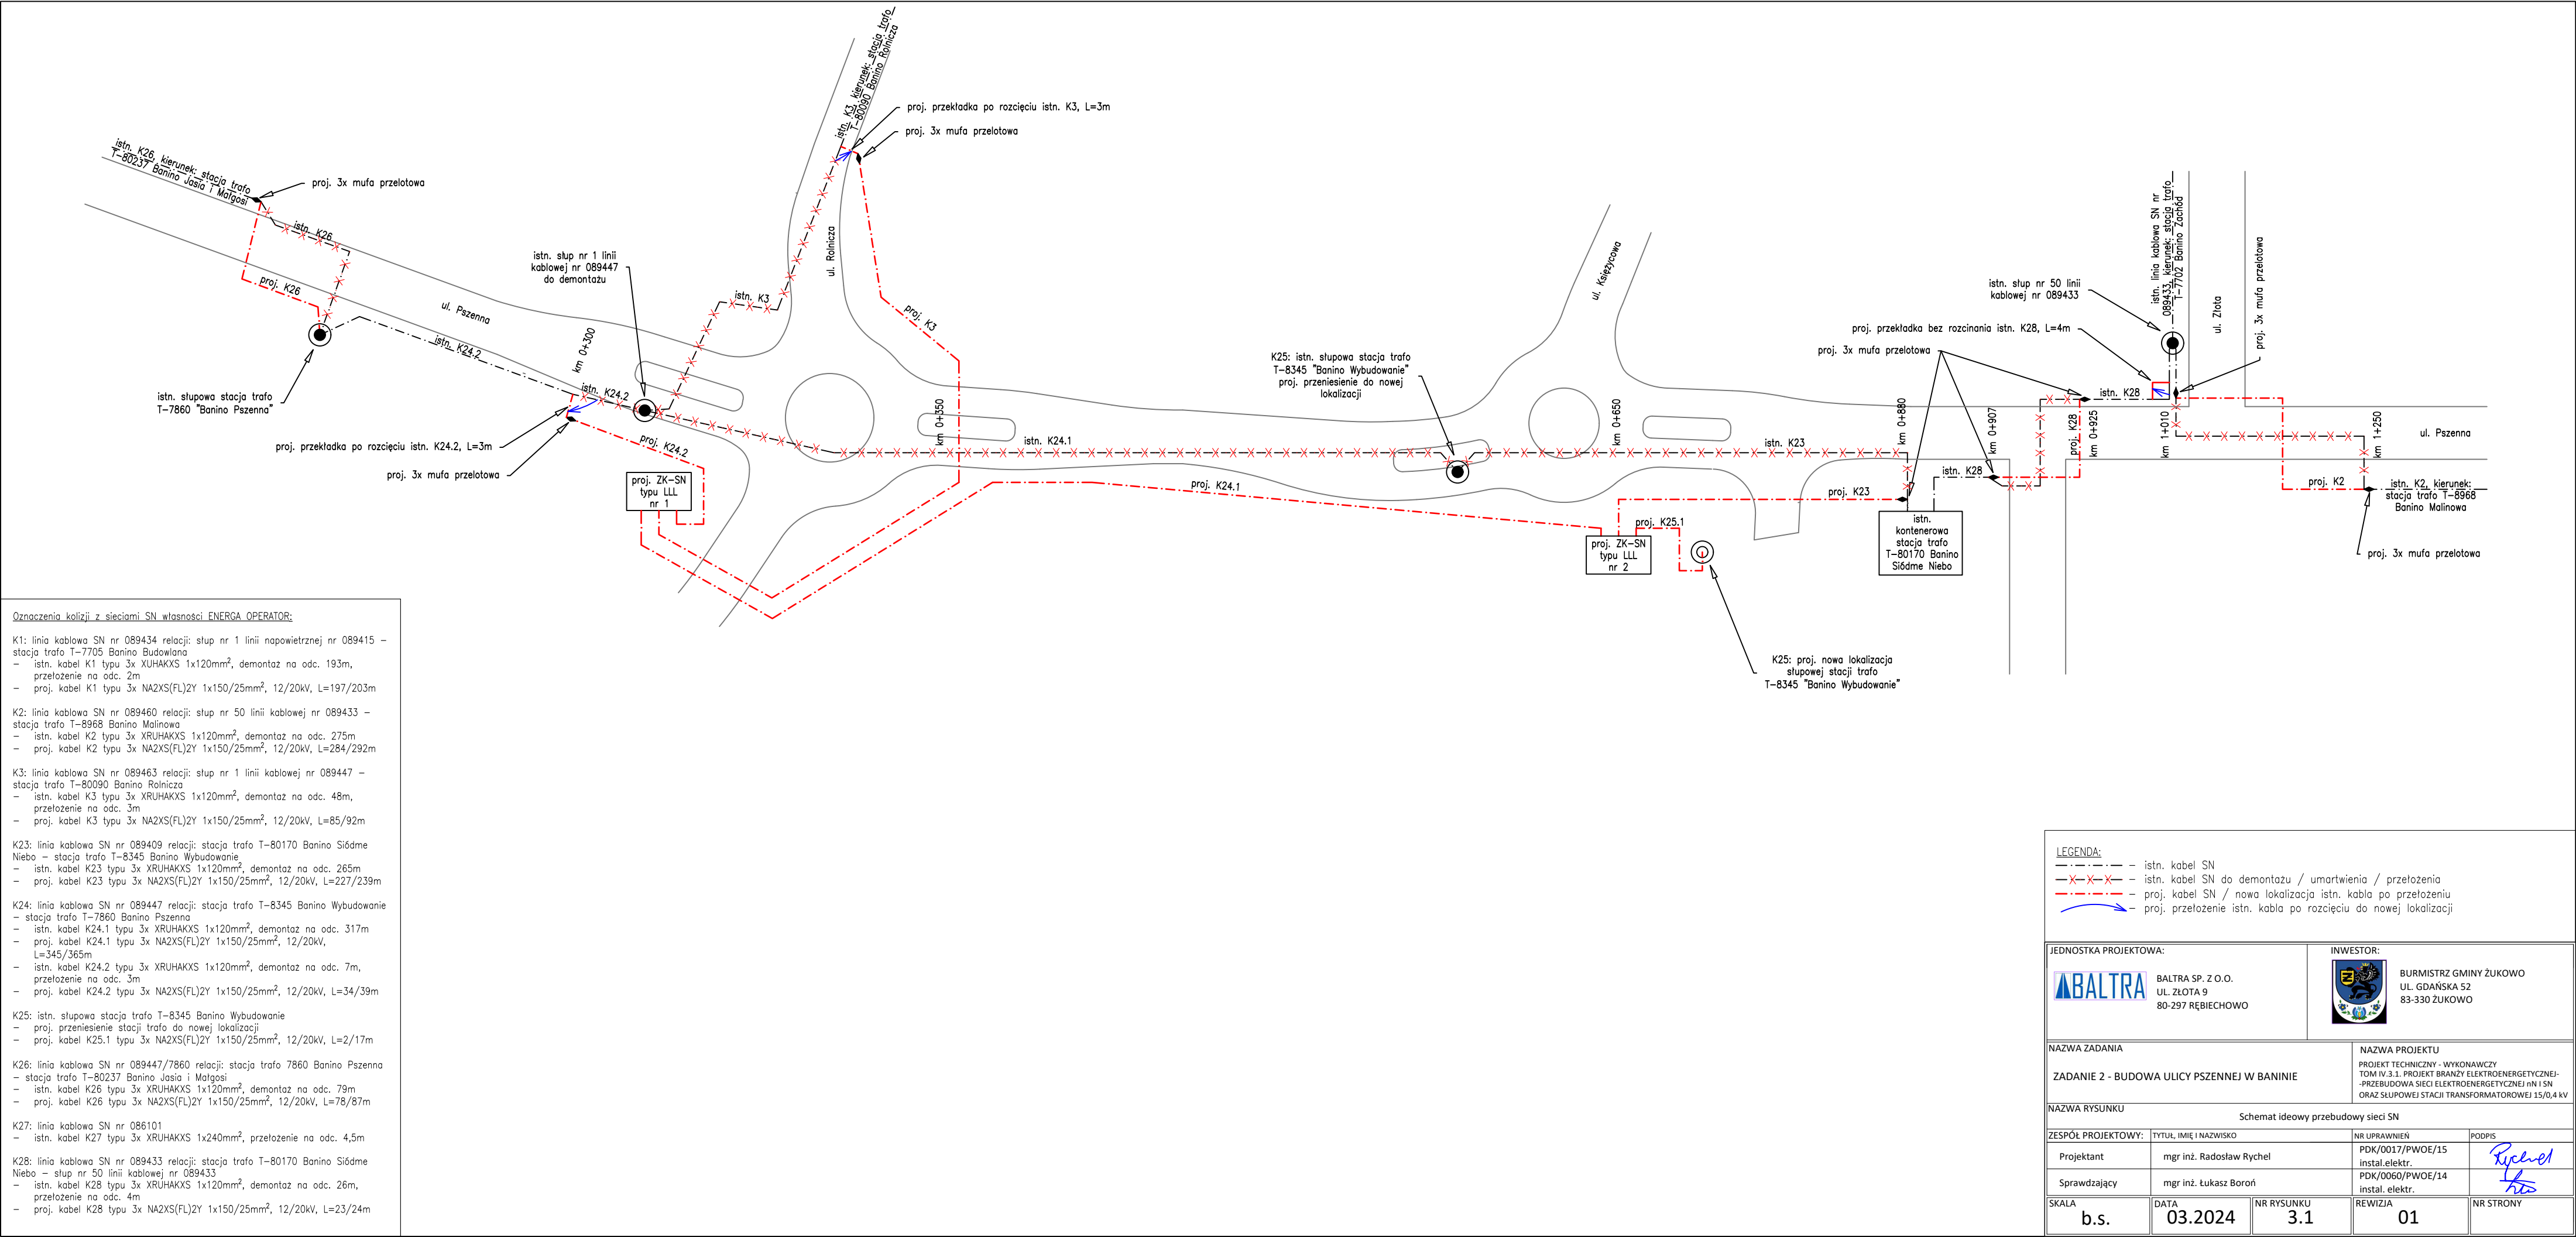 istn. K26, kierunek: stacja trafo
T-80237 Banino Jasia i Małgosi
proj. 3x mufa przelotowa
istn. K26
proj. K26
istn. słupowa stacja trafo
T-7860 "Banino Pszenna"
istn. K24.2
ul. Pszenna
km 0+300
istn. słup nr 1 linii
kablowej nr 089447
do demontażu
istn. K24.2
proj. przekładka po rozcięciu istn. K24.2, L=3m
proj. 3x mufa przelotowa
proj. K24.2
proj. ZK-SN
typu LLL
nr 1
istn. K3
istn. K3, kierunek: stacja trafo
T-80090 Banino Rolnicza
proj. przekładka po rozcięciu istn. K3, L=3m
proj. 3x mufa przelotowa
ul. Rolnicza
proj. K3
km 0+350
istn. K24.1
proj. K24.1
K25: istn. słupowa stacja trafo
T-8345 "Banino Wybudowanie"
proj. przeniesienie do nowej
lokalizacji
ul. Księżycowa
km 0+650
istn. K23
proj. K23
proj. K25.1
proj. ZK-SN
typu LLL
nr 2
K25: proj. nowa lokalizacja
słupowej stacji trafo
T-8345 "Banino Wybudowanie"
km 0+880
istn.
kontenerowa
stacja trafo
T-80170 Banino
Siódme Niebo
istn. K28
km 0+907
proj. K28
km 0+925
istn. K28
proj. 3x mufa przelotowa
proj. przekładka bez rozcinania istn. K28, L=4m
istn. słup nr 50 linii
kablowej nr 089433
istn. linia kablowa SN nr
089433, kierunek: stacja trafo
T-7702 Banino Zachód
km 1+010
ul. Złota
proj. 3x mufa przelotowa
km 1+250
ul. Pszenna
proj. K2
istn. K2, kierunek:
stacja trafo T-8968
Banino Malinowa
proj. 3x mufa przelotowa
Oznaczenia kolizji z sieciami SN własności ENERGA OPERATOR:
K1: linia kablowa SN nr 089434 relacji: słup nr 1 linii napowietrznej nr 089415 -
stacja trafo T-7705 Banino Budowlana
- istn. kabel K1 typu 3x XUHAKXS 1x120mm², demontaż na odc. 193m,
przełożenie na odc. 2m
- proj. kabel K1 typu 3x NA2XS(FL)2Y 1x150/25mm², 12/20kV, L=197/203m
K2: linia kablowa SN nr 089460 relacji: słup nr 50 linii kablowej nr 089433 -
stacja trafo T-8968 Banino Malinowa
- istn. kabel K2 typu 3x XRUHAKXS 1x120mm², demontaż na odc. 275m
- proj. kabel K2 typu 3x NA2XS(FL)2Y 1x150/25mm², 12/20kV, L=284/292m
K3: linia kablowa SN nr 089463 relacji: słup nr 1 linii kablowej nr 089447 -
stacja trafo T-80090 Banino Rolnicza
- istn. kabel K3 typu 3x XRUHAKXS 1x120mm², demontaż na odc. 48m,
przełożenie na odc. 3m
- proj. kabel K3 typu 3x NA2XS(FL)2Y 1x150/25mm², 12/20kV, L=85/92m
K23: linia kablowa SN nr 089409 relacji: stacja trafo T-80170 Banino Siódme
Niebo - stacja trafo T-8345 Banino Wybudowanie
- istn. kabel K23 typu 3x XRUHAKXS 1x120mm², demontaż na odc. 265m
- proj. kabel K23 typu 3x NA2XS(FL)2Y 1x150/25mm², 12/20kV, L=227/239m
K24: linia kablowa SN nr 089447 relacji: stacja trafo T-8345 Banino Wybudowanie
- stacja trafo T-7860 Banino Pszenna
- istn. kabel K24.1 typu 3x XRUHAKXS 1x120mm², demontaż na odc. 317m
- proj. kabel K24.1 typu 3x NA2XS(FL)2Y 1x150/25mm², 12/20kV,
L=345/365m
- istn. kabel K24.2 typu 3x XRUHAKXS 1x120mm², demontaż na odc. 7m,
przełożenie na odc. 3m
- proj. kabel K24.2 typu 3x NA2XS(FL)2Y 1x150/25mm², 12/20kV, L=34/39m
K25: istn. słupowa stacja trafo T-8345 Banino Wybudowanie
- proj. przeniesienie stacji trafo do nowej lokalizacji
- proj. kabel K25.1 typu 3x NA2XS(FL)2Y 1x150/25mm², 12/20kV, L=2/17m
K26: linia kablowa SN nr 089447/7860 relacji: stacja trafo 7860 Banino Pszenna
- stacja trafo T-80237 Banino Jasia i Małgosi
- istn. kabel K26 typu 3x XRUHAKXS 1x120mm², demontaż na odc. 79m
- proj. kabel K26 typu 3x NA2XS(FL)2Y 1x150/25mm², 12/20kV, L=78/87m
K27: linia kablowa SN nr 086101
- istn. kabel K27 typu 3x XRUHAKXS 1x240mm², przełożenie na odc. 4,5m
K28: linia kablowa SN nr 089433 relacji: stacja trafo T-80170 Banino Siódme
Niebo - słup nr 50 linii kablowej nr 089433
- istn. kabel K28 typu 3x XRUHAKXS 1x120mm², demontaż na odc. 26m,
przełożenie na odc. 4m
- proj. kabel K28 typu 3x NA2XS(FL)2Y 1x150/25mm², 12/20kV, L=23/24m
LEGENDA:
- istn. kabel SN
- istn. kabel SN do demontażu / umartwienia / przełożenia
- proj. kabel SN / nowa lokalizacja istn. kabla po przełożeniu
- proj. przełożenie istn. kabla po rozcięciu do nowej lokalizacji
JEDNOSTKA PROJEKTOWA:
BALTRA
BALTRA SP. Z O.O.
UL. ZŁOTA 9
80-297 RĘBIECHOWO
INWESTOR:
BURMISTRZ GMINY ŻUKOWO
UL. GDAŃSKA 52
83-330 ŻUKOWO
NAZWA ZADANIA
ZADANIE 2 - BUDOWA ULICY PSZENNEJ W BANINIE
NAZWA PROJEKTU
PROJEKT TECHNICZNY - WYKONAWCZY
TOM IV.3.1. PROJEKT BRANŻY ELEKTROENERGETYCZNEJ-
-PRZEBUDOWA SIECI ELEKTROENERGETYCZNEJ nN I SN
ORAZ SŁUPOWEJ STACJI TRANSFORMATOROWEJ 15/0,4 kV
NAZWA RYSUNKU
Schemat ideowy przebudowy sieci SN
ZESPÓŁ PROJEKTOWY: TYTUŁ, IMIĘ I NAZWISKO NR UPRAWNIEŃ PODPIS
Projektant mgr inż. Radosław Rychel PDK/0017/PWOE/15
instal.elektr.
Rychel
Sprawdzający mgr inż. Łukasz Boroń PDK/0060/PWOE/14
instal. elektr.
SKALA DATA NR RYSUNKU REWIZJA NR STRONY
b.s. 03.2024 3.1 01